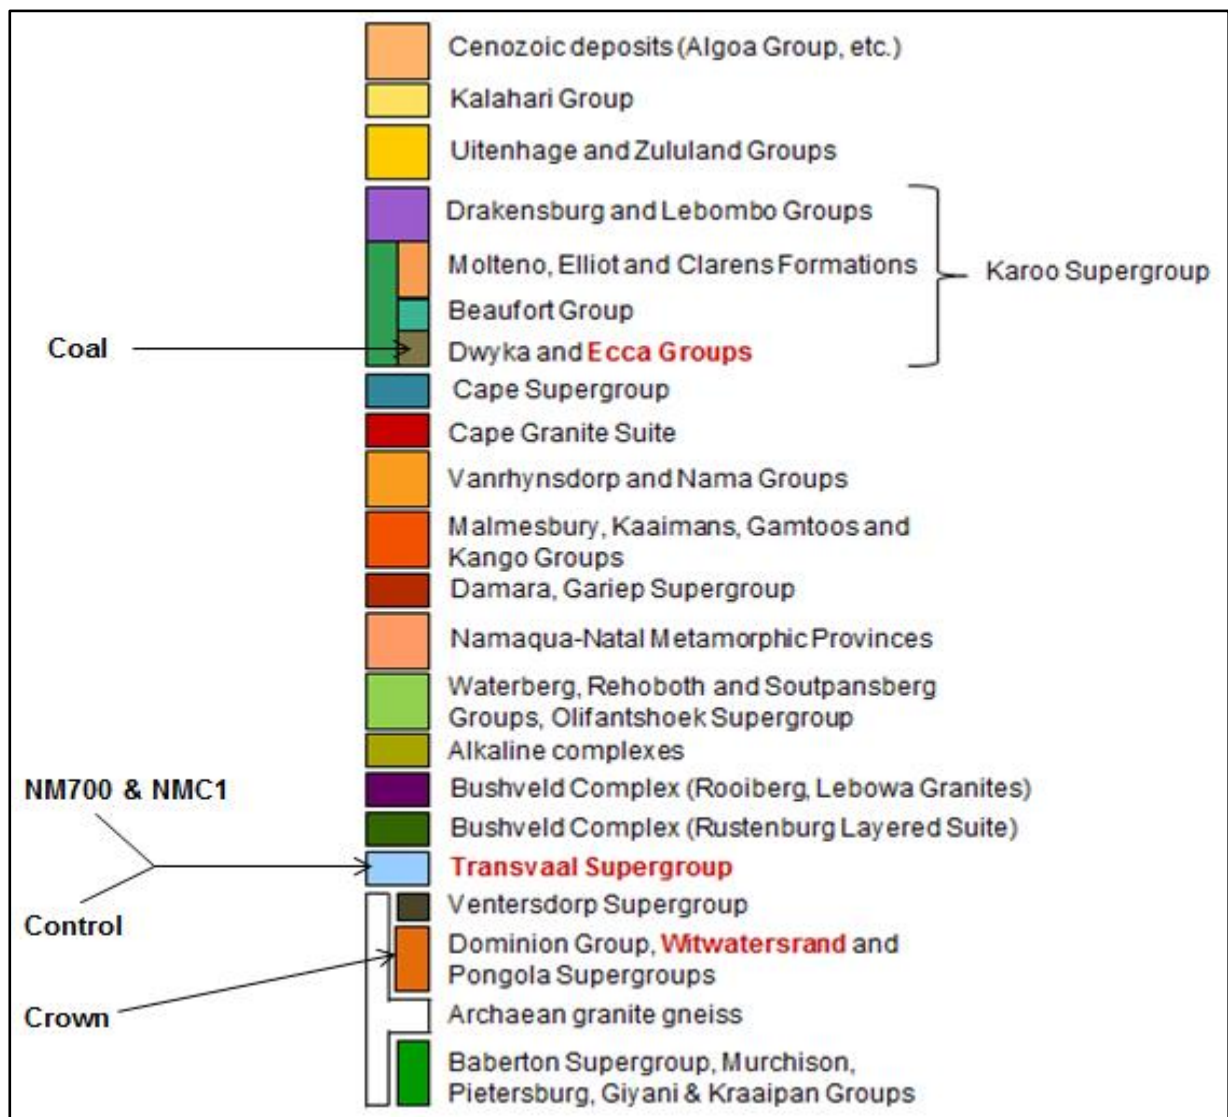 Cenozoic deposits (Algoa Group, etc.)
Kalahari Group
Uitenhage and Zululand Groups
Drakensburg and Lebombo Groups
Molteno, Elliot and Clarens Formations
Karoo Supergroup
Beaufort Group
Coal
Dwyka and Ecca Groups
Cape Supergroup
Cape Granite Suite
Vanrhynsdorp and Nama Groups
Malmesbury, Kaaimans, Gamtoos and
Kango Groups
Damara, Gariep Supergroup
Namaqua-Natal Metamorphic Provinces
Waterberg, Rehoboth and Soutpansberg
Groups, Olifantshoek Supergroup
Alkaline complexes
NM700 & NMC1
Bushveld Complex (Rooiberg, Lebowa Granites)
Bushveld Complex (Rustenburg Layered Suite)
Transvaal Supergroup
Ventersdorp Supergroup
Control
Dominion Group, Witwatersrand and
Pongola Supergroups
Crown
Archaean granite gneiss
Baberton Supergroup, Murchison,
Pietersburg, Giyani & Kraaipan Groups